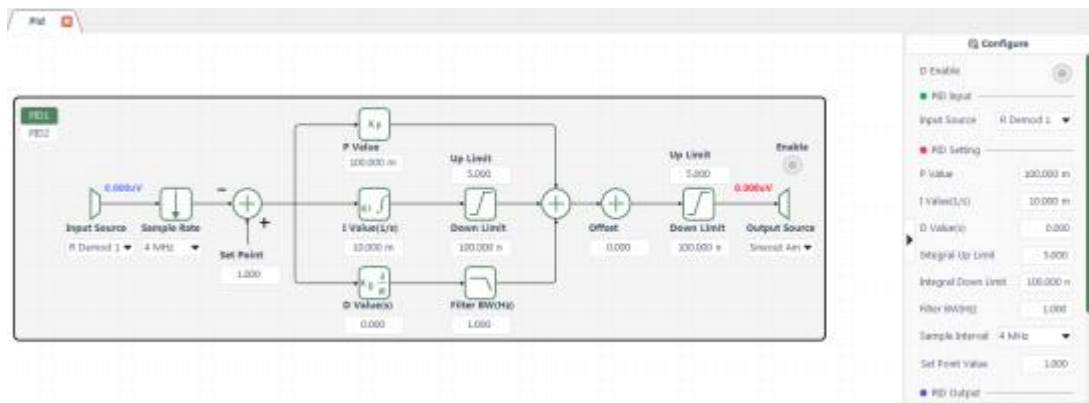 Pid
Configure
D Enable
PID Input
Input Source R Demod 1
PID Setting
P Value 100.000 m
I Value(1/s) 10.000 m
D Value(s) 0.000
Integral Up Limit 5.000
Integral Down Limit 100.000 n
Filter BW(Hz) 1.000
Sample Interval 4 MHz
Set Point Value 1.000
PID Output
PID1
PID2
Kp
P Value
100.000 m
Up Limit
5.000
Up Limit
5.000
Enable
0.000uV
0.000uV
Input Source
Sample Rate
R Demod 1
4 MHz
Set Point
1.000
I Value(1/s)
10.000 m
Down Limit
100.000 n
Offset
0.000
Down Limit
100.000 n
Output Source
D Value(s)
0.000
Filter BW(Hz)
1.000